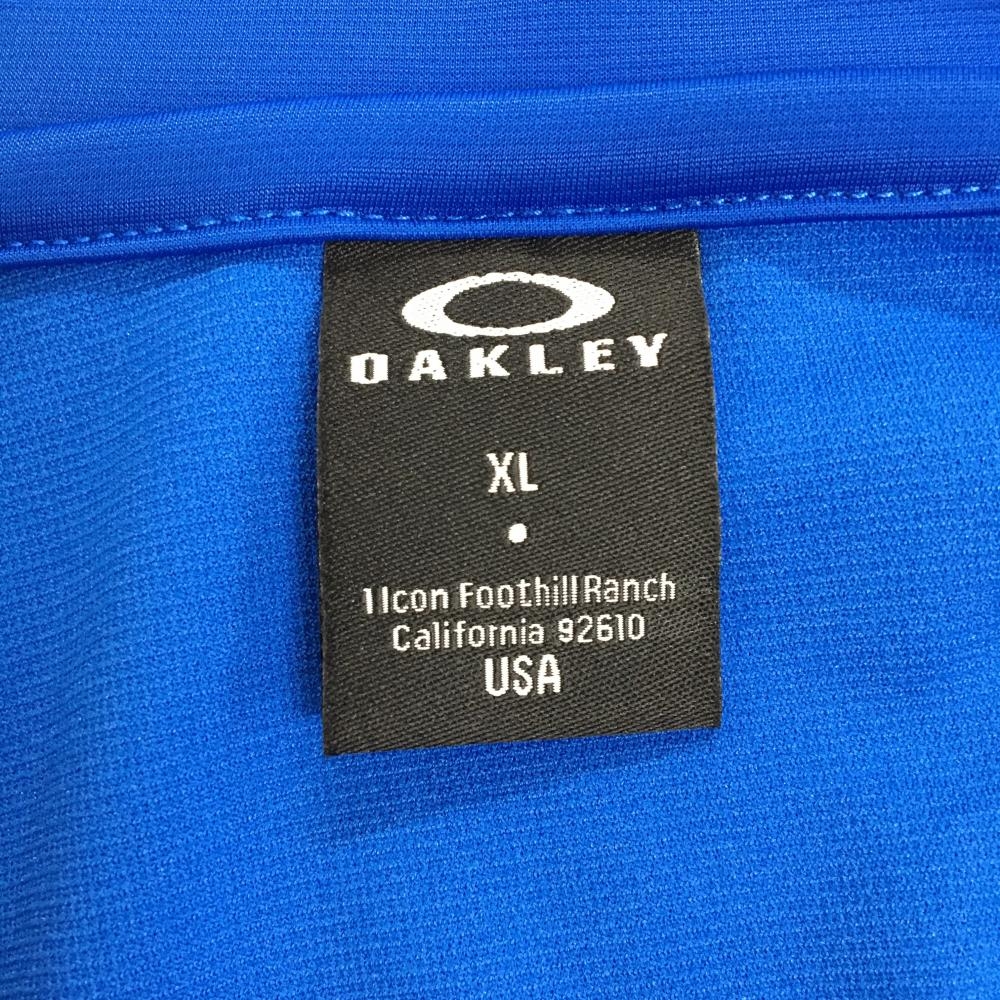 OAKLEY
XL
1 Icon Foothill Ranch
California 92610
USA